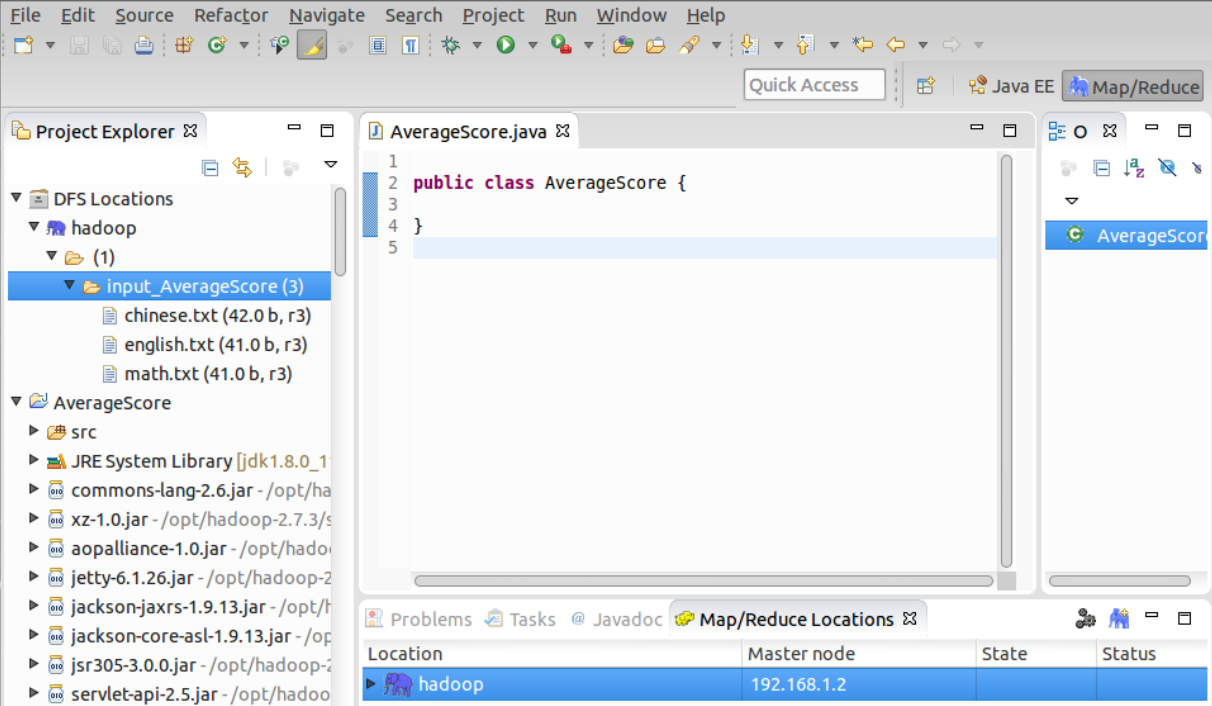 File Edit Source Refactor Navigate Search Project Run Window Help
Quick Access
Java EE
Map/Reduce
Project Explorer
DFS Locations
hadoop
(1)
input_AverageScore (3)
chinese.txt (42.0 b, r3)
english.txt (41.0 b, r3)
math.txt (41.0 b, r3)
AverageScore
src
JRE System Library [jdk1.8.0_1
commons-lang-2.6.jar - /opt/ha
xz-1.0.jar - /opt/hadoop-2.7.3/s
aopalliance-1.0.jar - /opt/hado
jetty-6.1.26.jar - /opt/hadoop-2
jackson-jaxrs-1.9.13.jar - /opt/h
jackson-core-asl-1.9.13.jar - /op
jsr305-3.0.0.jar - /opt/hadoop-2
servlet-api-2.5.jar - /opt/hadoo
AverageScore.java
1
2 public class AverageScore {
3
4 }
5
O
AverageScore
Problems @ Tasks Javadoc Map/Reduce Locations
Location Master node State Status
hadoop 192.168.1.2